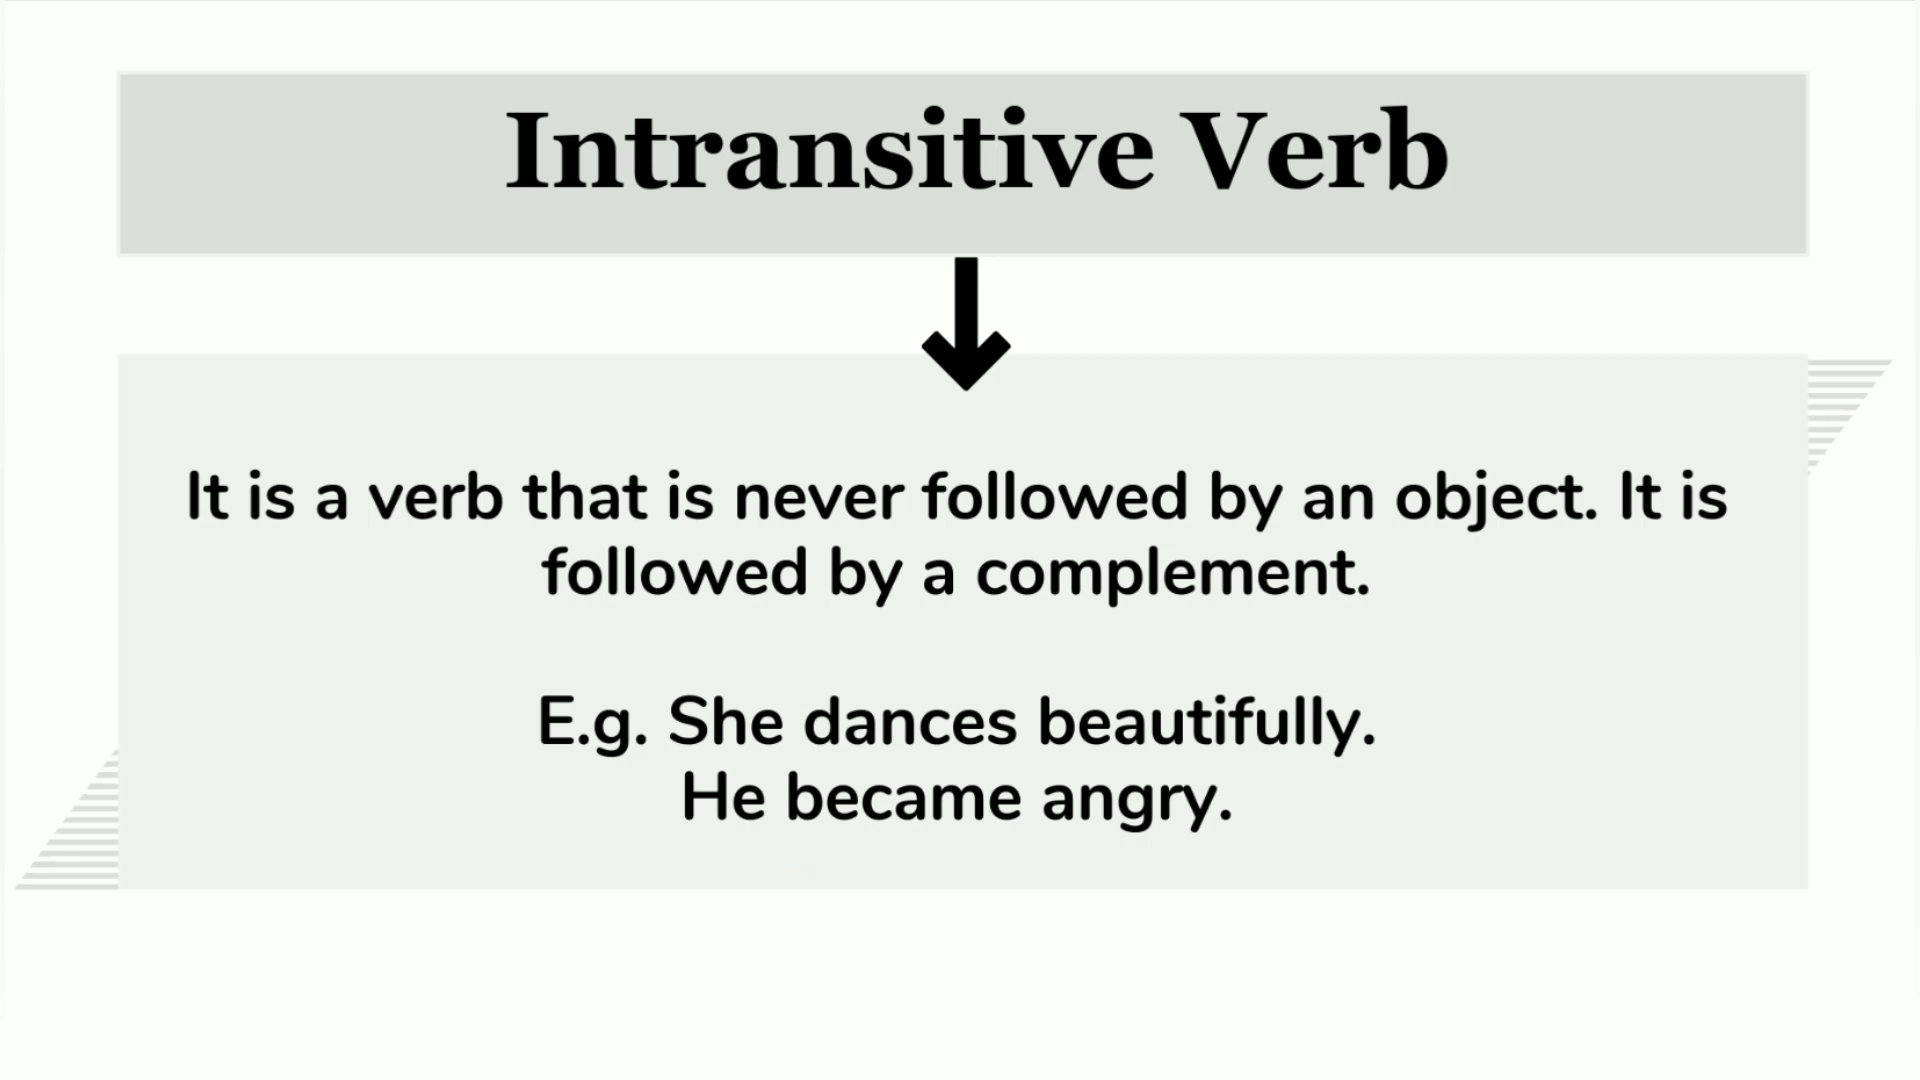 Intransitive Verb
It is a verb that is never followed by an object. It is
followed by a complement.
E.g. She dances beautifully.
He became angry.